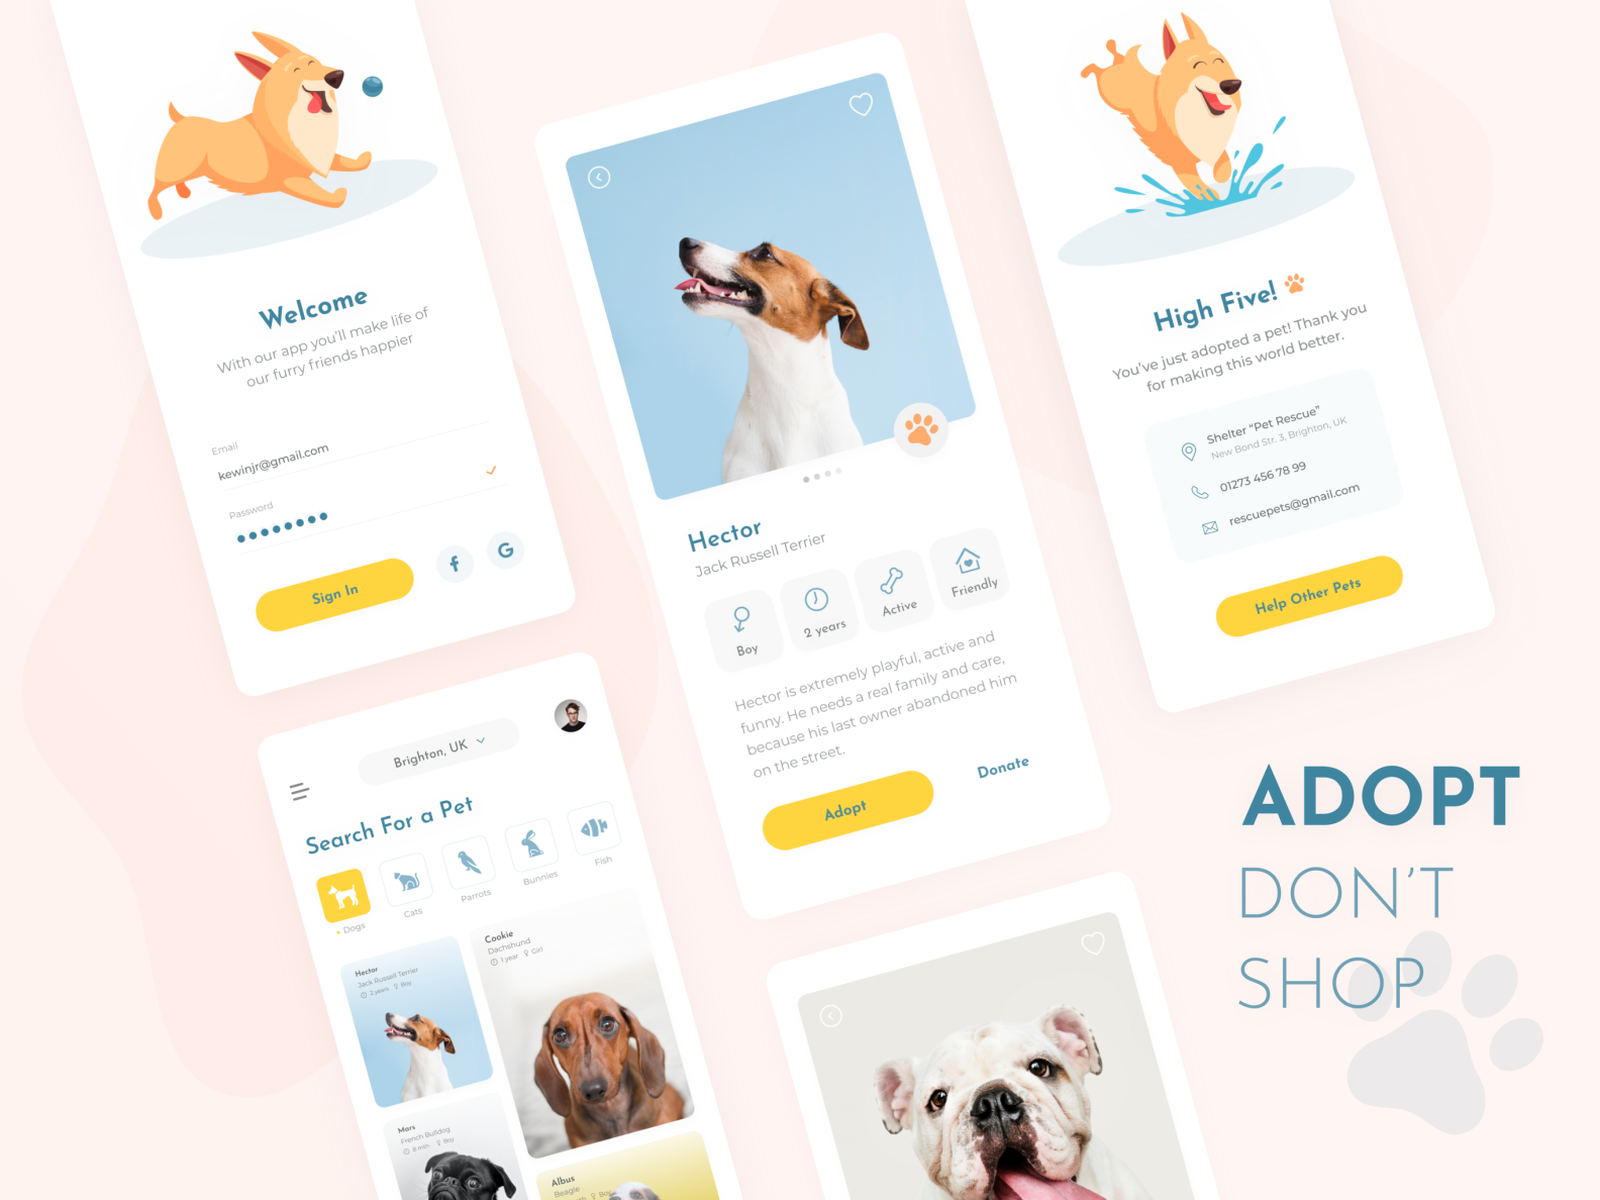 Welcome
With our app you'll make life of
our furry friends happier
Email
kewinjr@gmail.com
Password
Sign In
f
G
Brighton, UK
Search For a Pet
Dogs
Cats
Parrots
Bunnies
Fish
Hector
Jack Russell Terrier
2 years
Boy
Cookie
Dachshund
1 year
Girl
Mars
French Bulldog
8 min
Boy
Albus
Beagle
Boy
Hector
Jack Russell Terrier
Boy
2 years
Active
Friendly
Hector is extremely playful, active and
funny. He needs a real family and care,
because his last owner abandoned him
on the street.
Adopt
Donate
High Five!
You've just adopted a pet! Thank you
for making this world better.
Shelter "Pet Rescue"
New Bond Str. 3, Brighton, UK
01273 456 78 99
rescuepets@gmail.com
Help Other Pets
ADOPT
DON'T
SHOP